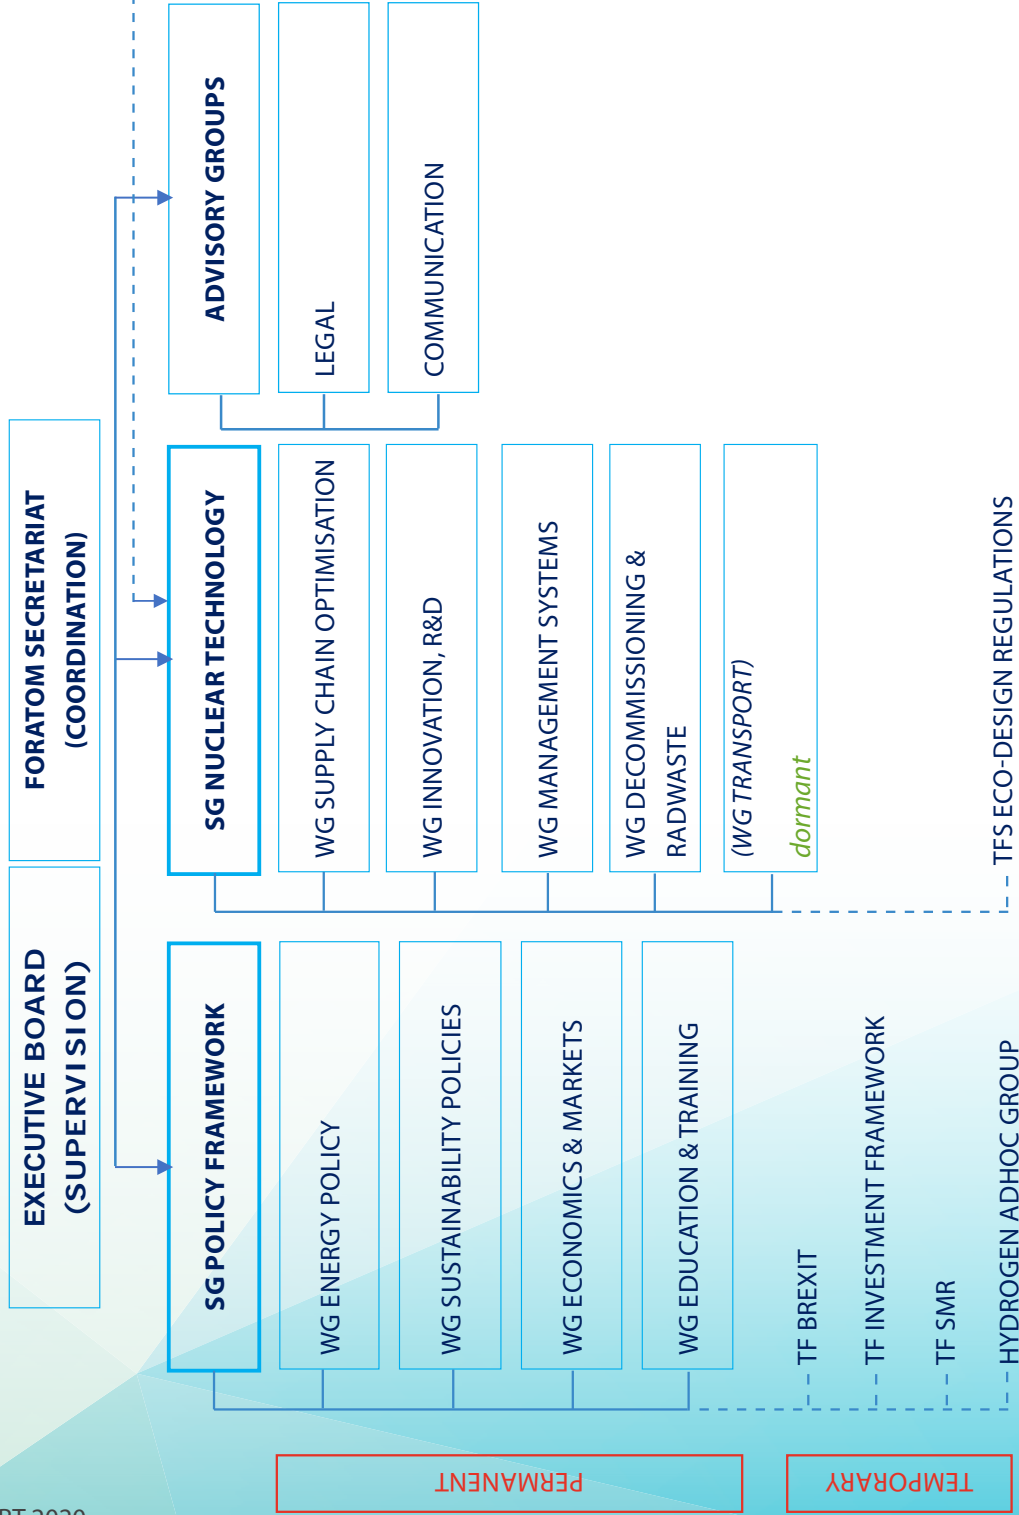 EXECUTIVE BOARD
(SUPERVISION)
FORATOM SECRETARIAT
(COORDINATION)
SG POLICY FRAMEWORK
WG ENERGY POLICY
WG SUSTAINABILITY POLICIES
WG ECONOMICS & MARKETS
WG EDUCATION & TRAINING
TF BREXIT
TF INVESTMENT FRAMEWORK
TF SMR
HYDROGEN ADHOC GROUP
SG NUCLEAR TECHNOLOGY
WG SUPPLY CHAIN OPTIMISATION
WG INNOVATION, R&D
WG MANAGEMENT SYSTEMS
WG DECOMMISSIONING &
RADWASTE
(WG TRANSPORT)
dormant
TFS ECO-DESIGN REGULATIONS
ADVISORY GROUPS
LEGAL
COMMUNICATION
PERMANENT
TEMPORARY